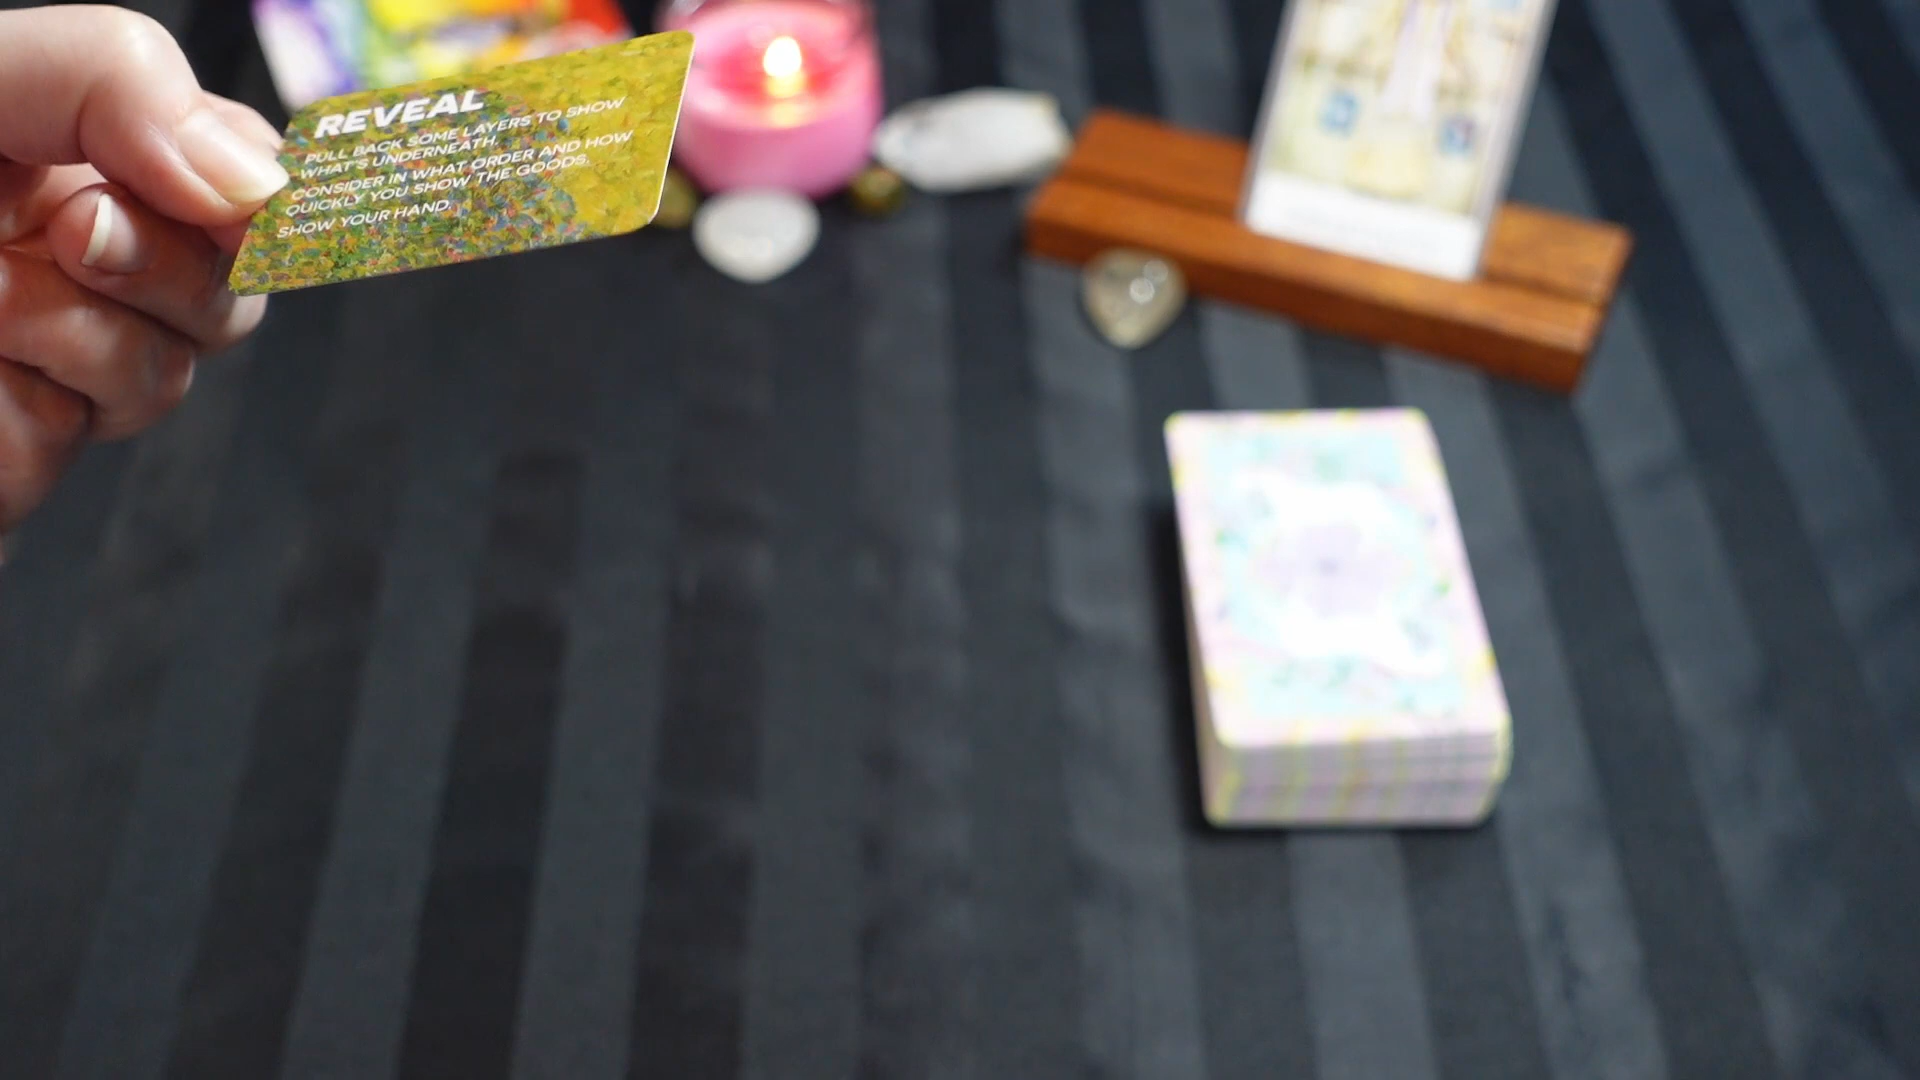 REVEAL
PULL BACK SOME LAYERS TO SHOW
WHAT'S UNDERNEATH.
CONSIDER IN WHAT ORDER AND HOW
QUICKLY YOU SHOW THE GOODS.
SHOW YOUR HAND.